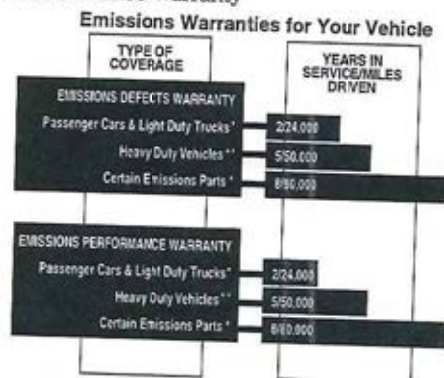 Emissions Warranties for Your Vehicle
TYPE OF
COVERAGE
YEARS IN
SERVICE/MILES
DRIVEN
EMISSIONS DEFECTS WARRANTY
Passenger Cars & Light Duty Trucks* 2/24,000
Heavy Duty Vehicles** 5/50,000
Certain Emissions Parts * 8/80,000
EMISSIONS PERFORMANCE WARRANTY
Passenger Cars & Light Duty Trucks* 2/24,000
Heavy Duty Vehicles** 5/50,000
Certain Emissions Parts * 8/80,000